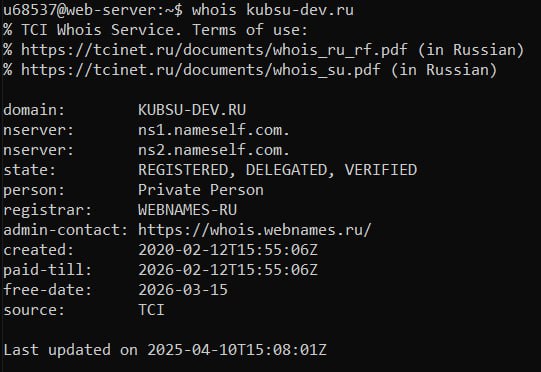 u68537@web-server:~$ whois kubsu-dev.ru
% TCI Whois Service. Terms of use:
% https://tcinet.ru/documents/whois_ru_rf.pdf (in Russian)
% https://tcinet.ru/documents/whois_su.pdf (in Russian)

domain:        KUBSU-DEV.RU
nserver:       ns1.nameself.com.
nserver:       ns2.nameself.com.
state:         REGISTERED, DELEGATED, VERIFIED
person:        Private Person
registrar:     WEBNAMES-RU
admin-contact: https://whois.webnames.ru/
created:       2020-02-12T15:55:06Z
paid-till:     2026-02-12T15:55:06Z
free-date:     2026-03-15
source:        TCI

Last updated on 2025-04-10T15:08:01Z